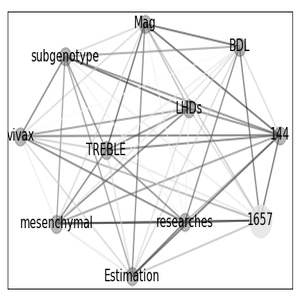 Mag
BDL
subgenotype
LHDs
vivax
144
TREBLE
mesenchymal
researches
1657
Estimation